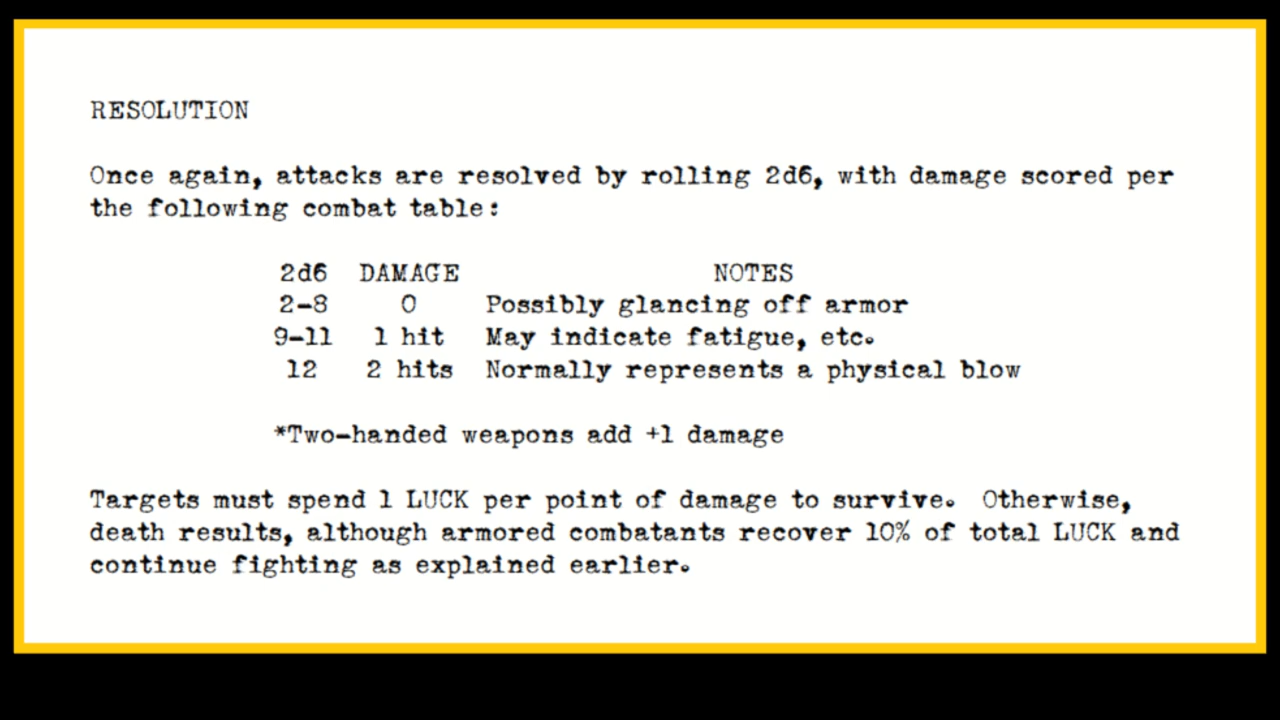 RESOLUTION
Once again, attacks are resolved by rolling 2d6, with damage scored per
the following combat table:
2d6 DAMAGE NOTES
2-8 0 Possibly glancing off armor
9-11 1 hit May indicate fatigue, etc.
12 2 hits Normally represents a physical blow
*Two-handed weapons add +1 damage
Targets must spend 1 LUCK per point of damage to survive. Otherwise,
death results, although armored combatants recover 10% of total LUCK and
continue fighting as explained earlier.